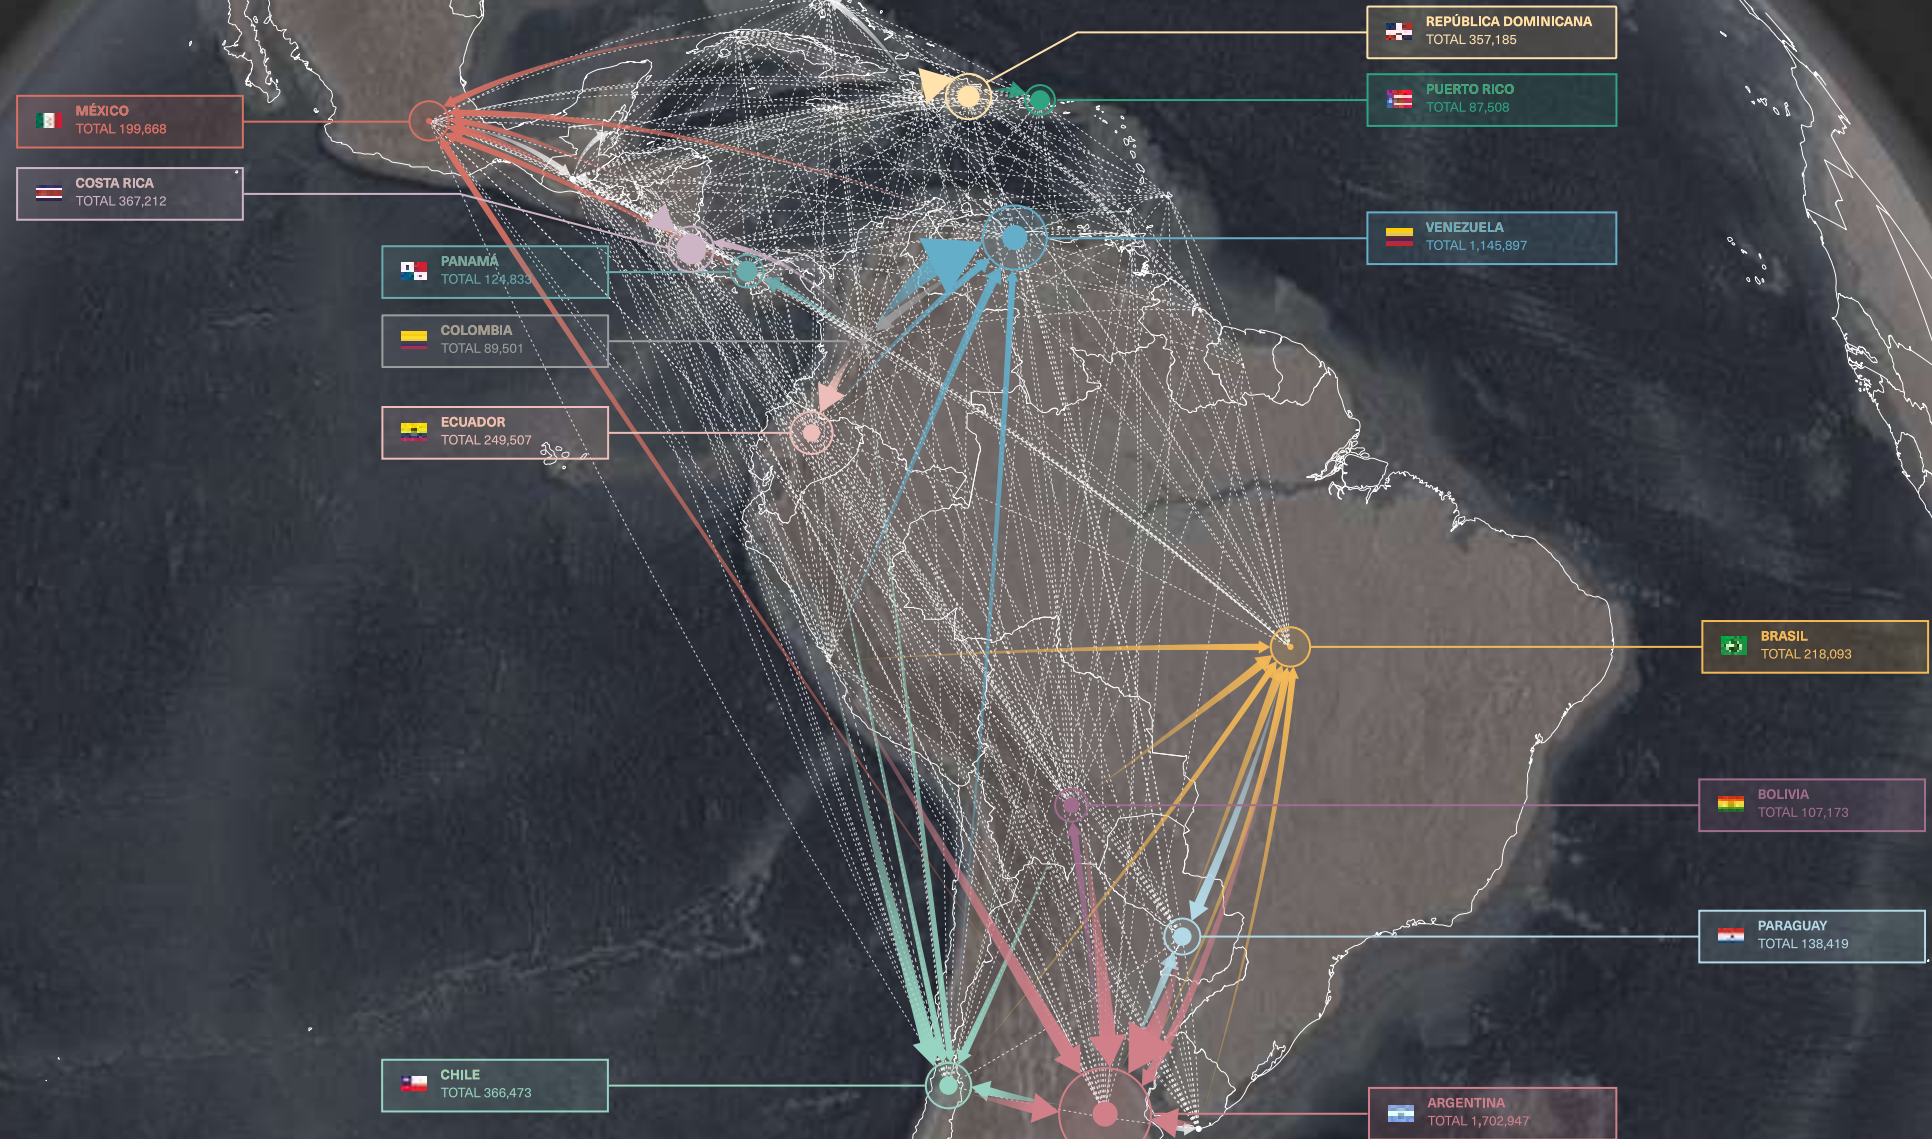 REPÚBLICA DOMINICANA
TOTAL 357,185
PUERTO RICO
TOTAL 87,508
MÉXICO
TOTAL 199,668
COSTA RICA
TOTAL 367,212
VENEZUELA
TOTAL 1,145,897
PANAMÁ
TOTAL 124,833
COLOMBIA
TOTAL 89,501
ECUADOR
TOTAL 249,507
BRASIL
TOTAL 218,093
BOLIVIA
TOTAL 107,173
PARAGUAY
TOTAL 138,419
CHILE
TOTAL 366,473
ARGENTINA
TOTAL 1,702,947